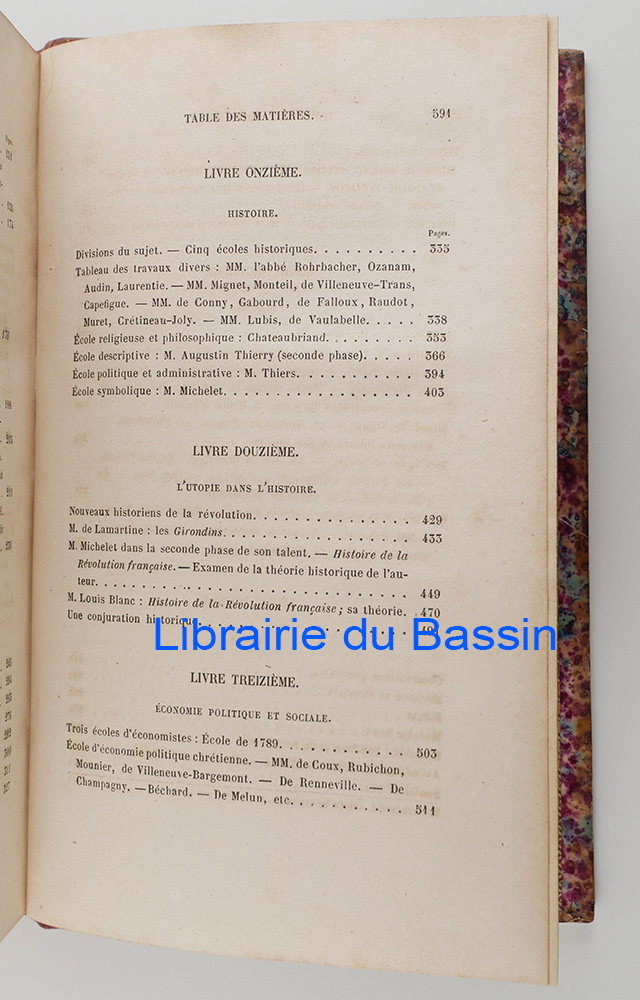 TABLE DES MATIÈRES. 591
LIVRE ONZIÈME.
HISTOIRE.
Pages.
Divisions du sujet. — Cinq écoles historiques. . . . . . . . . . 335
Tableau des travaux divers : MM. l'abbé Rohrbacher, Ozanam,
Audin, Laurentie. — MM. Mignet, Monteil, de Villeneuve-Trans,
Capefigue. — MM. de Conny, Gabourd, de Falloux, Raudot,
Muret, Crétineau-Joly. — MM. Lubis, de Vaulabelle. . . . . 338
École religieuse et philosophique : Chateaubriand. . . . . . . . 353
École descriptive : M. Augustin Thierry (seconde phase). . . . . 366
École politique et administrative : M. Thiers. . . . . . . . . . . 394
École symbolique : M. Michelet. . . . . . . . . . . . . . . . . . 403
LIVRE DOUZIÈME.
L'UTOPIE DANS L'HISTOIRE.
Nouveaux historiens de la révolution. . . . . . . . . . . . . . . 429
M. de Lamartine : les Girondins. . . . . . . . . . . . . . . . . 433
M. Michelet dans la seconde phase de son talent. — Histoire de la
Révolution française. — Examen de la théorie historique de l'au-
teur. . . . . . . . . . . . . . . . . . . . . . . . . . . . . 449
M. Louis Blanc : Histoire de la Révolution française ; sa théorie. 470
Une conjuration historique. . . . . . . . . . . . . . . . . . .
Librairie du Bassin
LIVRE TREIZIÈME.
ÉCONOMIE POLITIQUE ET SOCIALE.
Trois écoles d'économistes : École de 1789. . . . . . . . . . . 503
École d'économie politique chrétienne. — MM. de Coux, Rubichon,
Mounier, de Villeneuve-Bargemont. — De Renneville. — De
Champagny. — Béchard. — De Melun, etc. . . . . . . . . . . 511